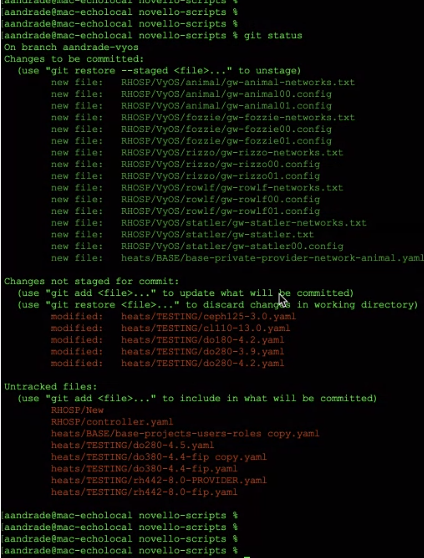 [aandrade@mac-echolocal novello-scripts %
[aandrade@mac-echolocal novello-scripts %
[aandrade@mac-echolocal novello-scripts %
[aandrade@mac-echolocal novello-scripts % git status
On branch aandrade-vyos
Changes to be committed:
(use "git restore --staged <file>..." to unstage)
new file: RHOSP/VyOS/animal/gw-animal-networks.txt
new file: RHOSP/VyOS/animal/gw-animal00.config
new file: RHOSP/VyOS/animal/gw-animal01.config
new file: RHOSP/VyOS/fozzie/gw-fozzie-networks.txt
new file: RHOSP/VyOS/fozzie/gw-fozzie00.config
new file: RHOSP/VyOS/fozzie/gw-fozzie01.config
new file: RHOSP/VyOS/rizzo/gw-rizzo-networks.txt
new file: RHOSP/VyOS/rizzo/gw-rizzo00.config
new file: RHOSP/VyOS/rizzo/gw-rizzo01.config
new file: RHOSP/VyOS/rowlf/gw-rowlf-networks.txt
new file: RHOSP/VyOS/rowlf/gw-rowlf00.config
new file: RHOSP/VyOS/rowlf/gw-rowlf01.config
new file: RHOSP/VyOS/statler/gw-statler-networks.txt
new file: RHOSP/VyOS/statler/gw-statler.txt
new file: RHOSP/VyOS/statler/gw-statler00.config
new file: heats/BASE/base-private-provider-network-animal.yaml
Changes not staged for commit:
(use "git add <file>..." to update what will be committed)
(use "git restore <file>..." to discard changes in working directory)
modified: heats/TESTING/ceph125-3.0.yaml
modified: heats/TESTING/cl110-13.0.yaml
modified: heats/TESTING/do180-4.2.yaml
modified: heats/TESTING/do280-3.9.yaml
modified: heats/TESTING/do280-4.2.yaml
Untracked files:
(use "git add <file>..." to include in what will be committed)
RHOSP/New
RHOSP/controller.yaml
heats/BASE/base-projects-users-roles copy.yaml
heats/TESTING/do280-4.5.yaml
heats/TESTING/do380-4.4-fip copy.yaml
heats/TESTING/do380-4.4-fip.yaml
heats/TESTING/rh442-8.0-PROVIDER.yaml
heats/TESTING/rh442-8.0-fip.yaml
[aandrade@mac-echolocal novello-scripts %
[aandrade@mac-echolocal novello-scripts %
[aandrade@mac-echolocal novello-scripts %
aandrade@mac-echolocal novello-scripts %